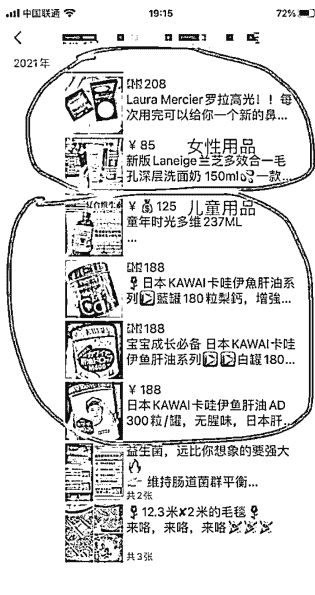 中国联通
19:15
72%
2021年
208
Laura Mercier罗拉高光！！每
次用完可以给你一个新的鼻...
¥ 85
女性用品
新版 Laneige兰芝多效合一毛
孔深层洗面奶 150ml 一款...
¥ 125
儿童用品
童年时光多维237ML
...
188
日本KAWAI卡哇伊鱼肝油系
列 蓝罐180粒梨鈣，增強...
188
宝宝成长必备 日本KAWAI卡哇
伊鱼肝油系列 白罐180...
¥ 188
日本KAWAI卡哇伊鱼肝油AD
300粒/罐，无腥味，日本肝...
益生菌，远比你想象的要强大
维持肠道菌群平衡...
共2张
12.3米✘2米的毛毯
来咯，来咯，来咯
共3张